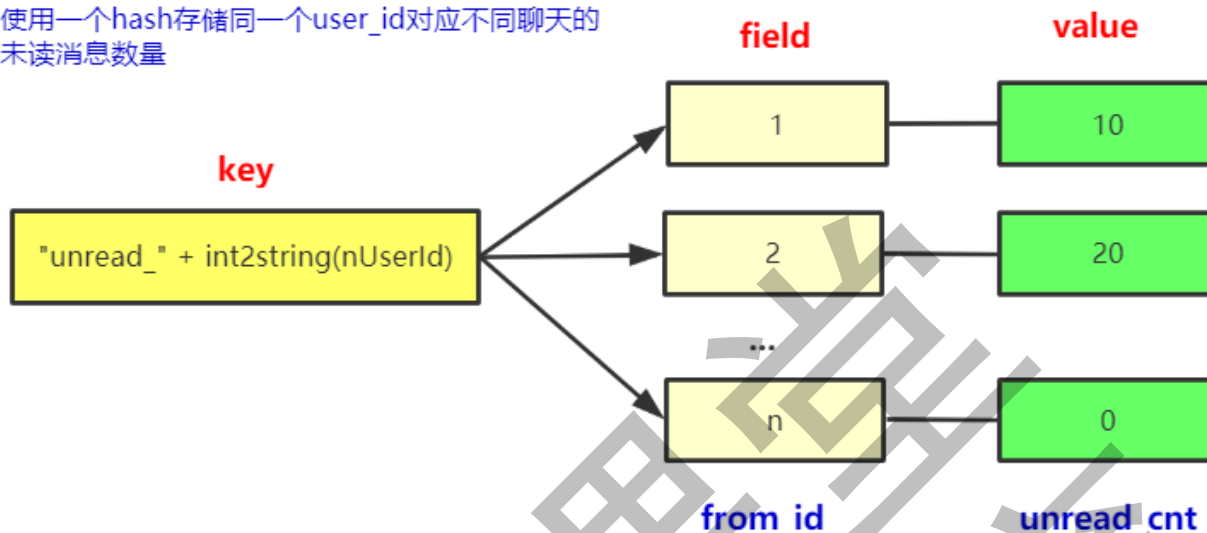 使用一个hash存储同一个user_id对应不同聊天的
未读消息数量
field
value
key
1
10
"unread_" + int2string(nUserId)
2
20
...
n
0
from_id
unread_cnt